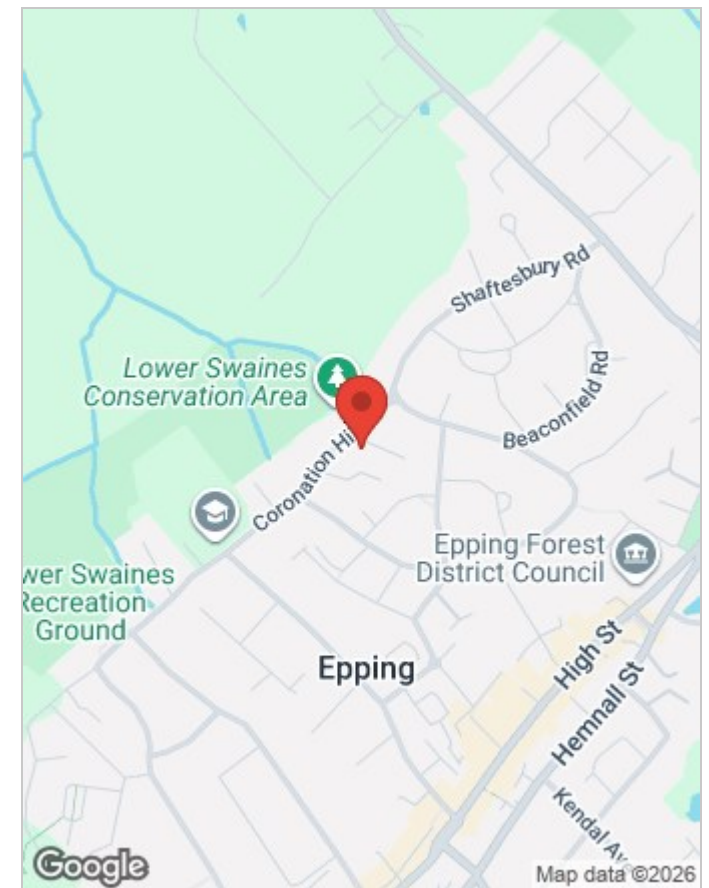 Shaftesbury Rd
Lower Swaines
Conservation Area
Beaconfield Rd
Coronation Hi
Epping Forest
District Council
wer Swaines
Recreation
Ground
Epping
High St
Hemnall St
Kendal Ave
Google
Map data ©2026